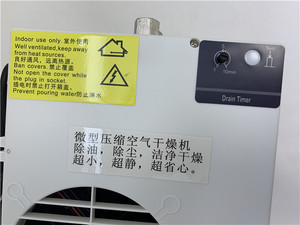 Indoor use only. 室外使用
Well ventilated,keep away
from heat sources.
良好通风，远离热源。
Ban covers. 禁止覆盖
Not open the cover while
the plug in socket.
插电时禁止打开箱盖。
Prevent pouring water防止水漏
Drain Timer
微型压缩空气干燥机
除油，除尘，洁净干燥
超小，超静，超省心。